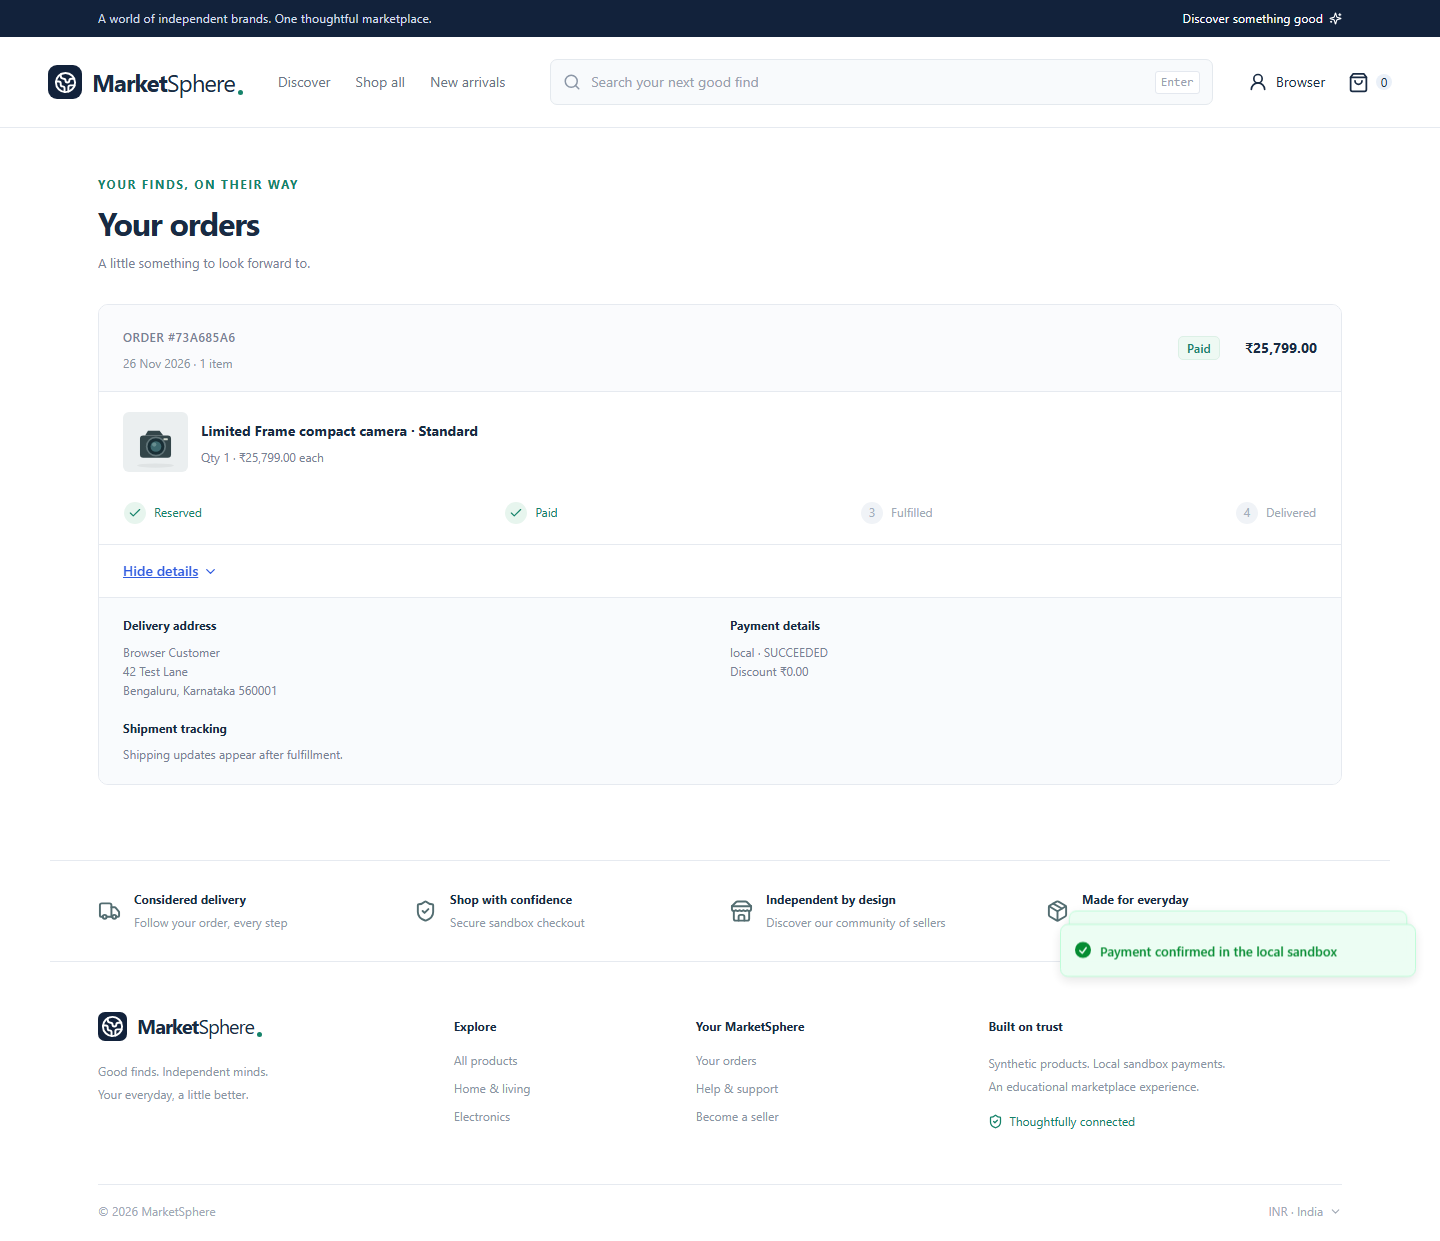 A world of independent brands. One thoughtful marketplace.
Discover something good
MarketSphere.
Discover
Shop all
New arrivals
Search your next good find
Enter
Browser
0
YOUR FINDS, ON THEIR WAY
Your orders
A little something to look forward to.
ORDER #73A685A6
26 Nov 2026 · 1 item
Paid
₹25,799.00
Limited Frame compact camera · Standard
Qty 1 · ₹25,799.00 each
Reserved
Paid
3 Fulfilled
4 Delivered
Hide details
Delivery address
Browser Customer
42 Test Lane
Bengaluru, Karnataka 560001
Payment details
local · SUCCEEDED
Discount ₹0.00
Shipment tracking
Shipping updates appear after fulfillment.
Considered delivery
Follow your order, every step
Shop with confidence
Secure sandbox checkout
Independent by design
Discover our community of sellers
Made for everyday
Payment confirmed in the local sandbox
MarketSphere.
Good finds. Independent minds.
Your everyday, a little better.
Explore
All products
Home & living
Electronics
Your MarketSphere
Your orders
Help & support
Become a seller
Built on trust
Synthetic products. Local sandbox payments.
An educational marketplace experience.
Thoughtfully connected
© 2026 MarketSphere
INR · India